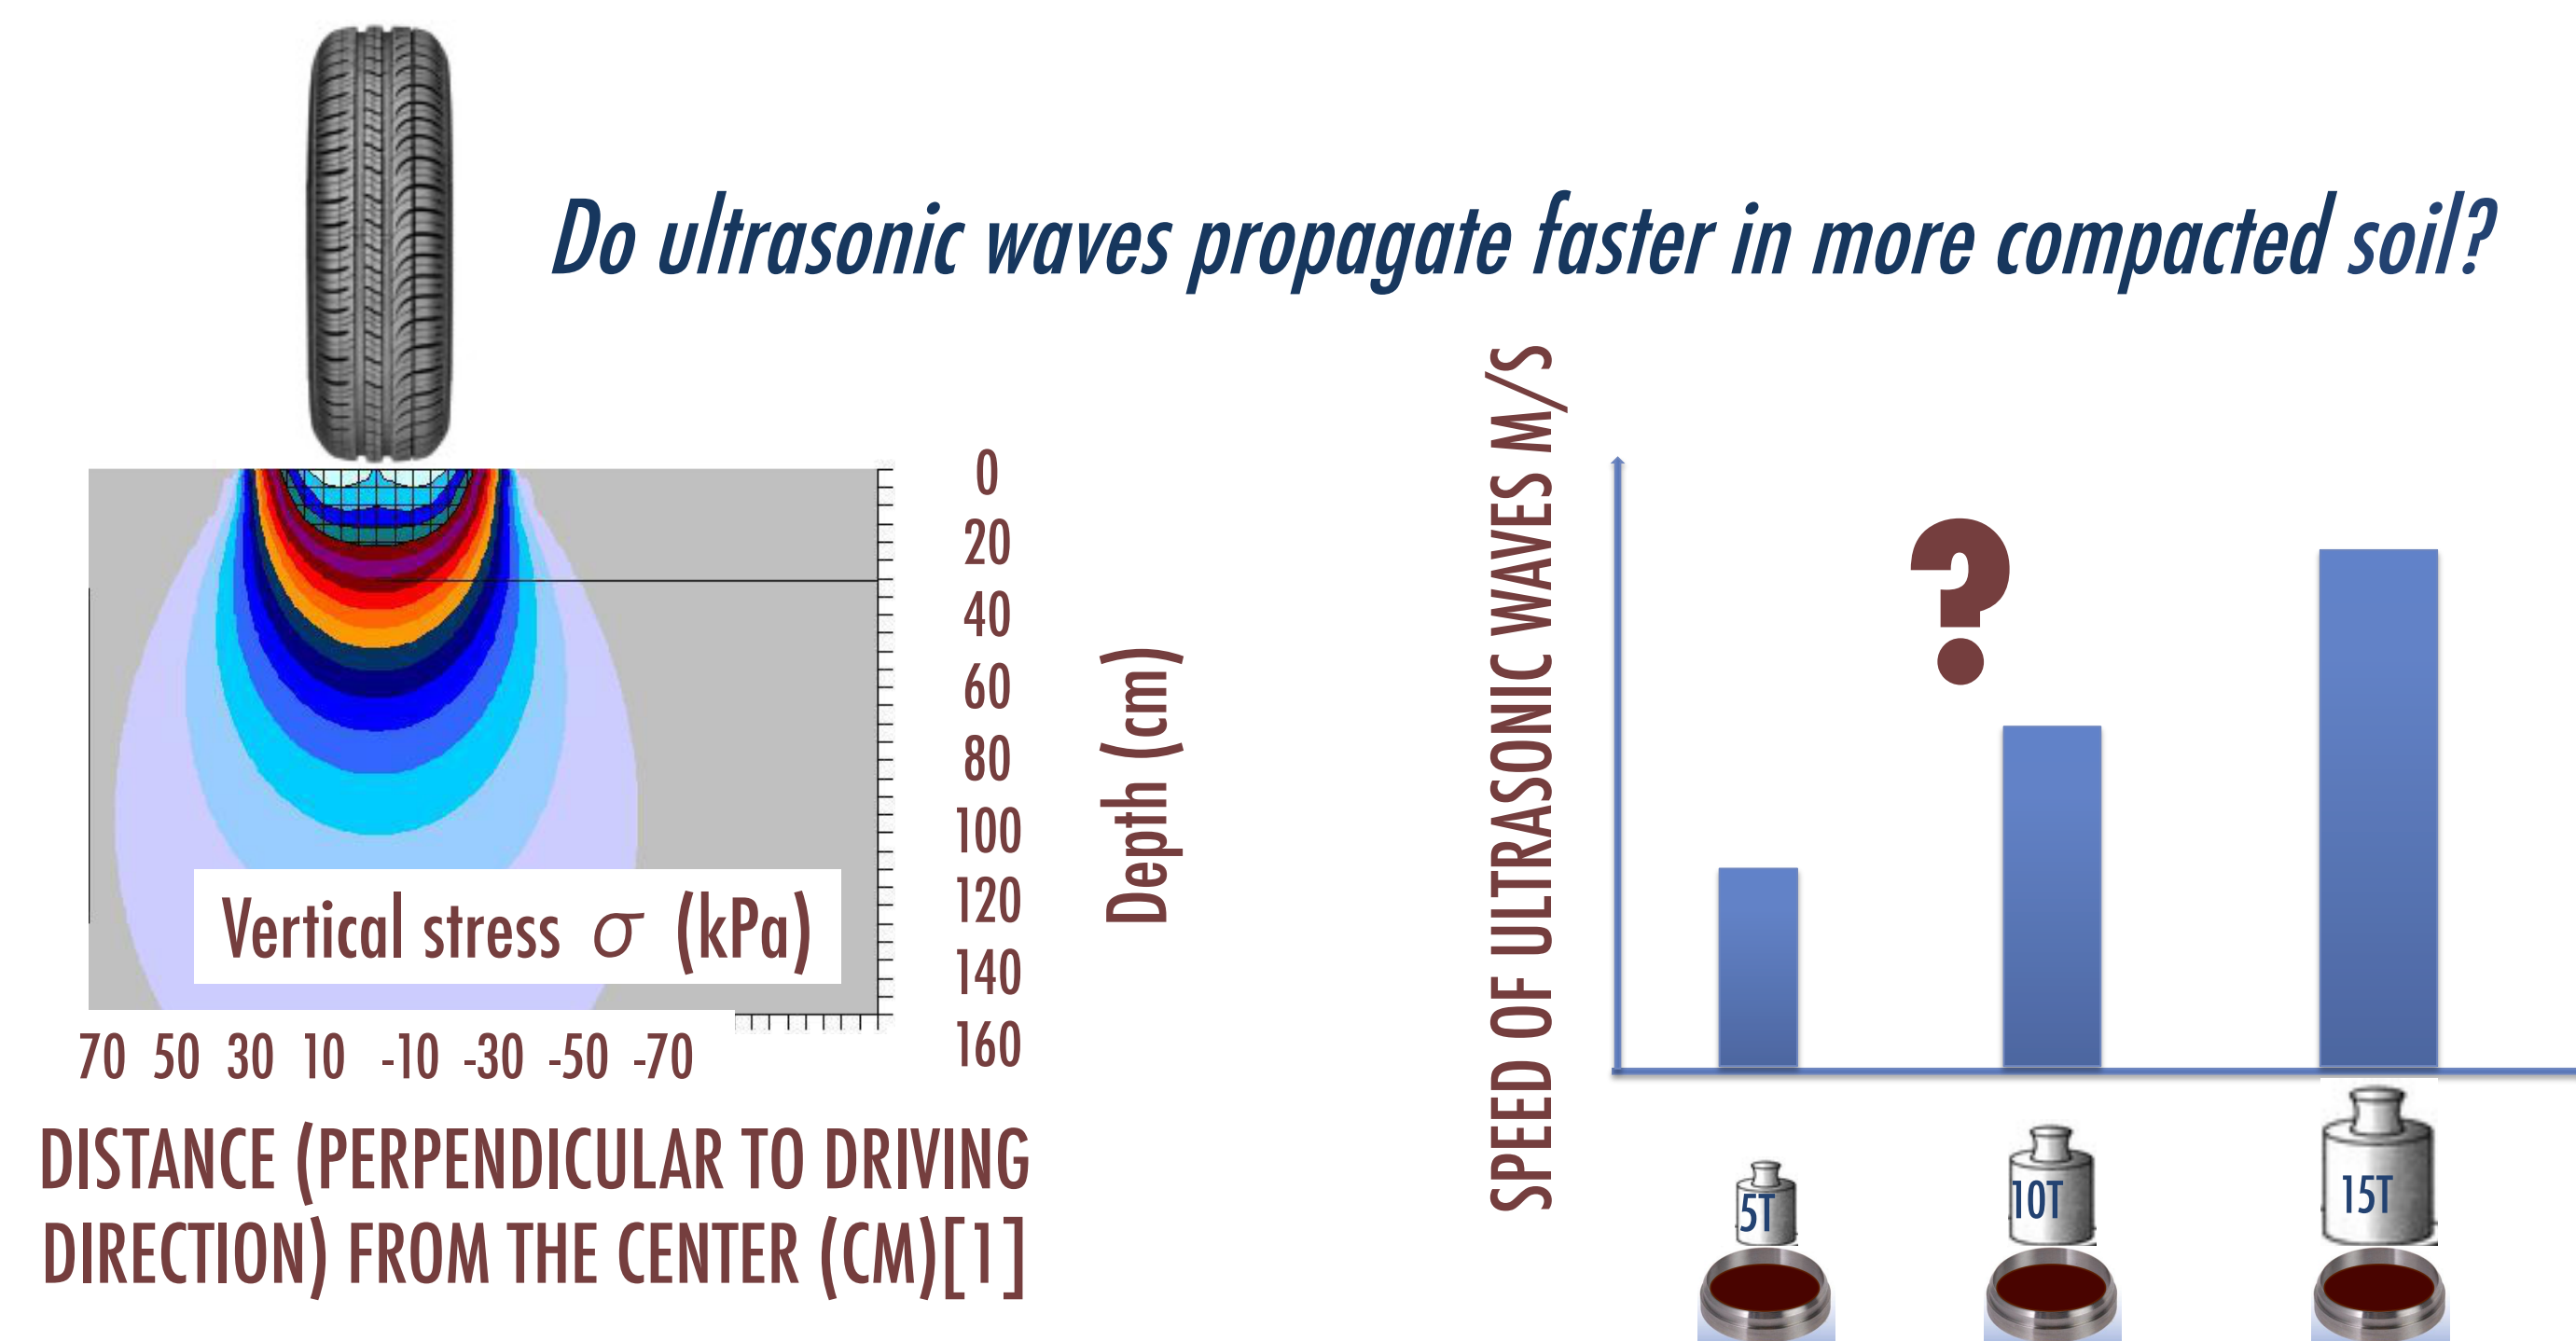 Do ultrasonic waves propagate faster in more compacted soil?
0
20
40
60
80
100
120
140
160
Depth (cm)
Vertical stress σ (kPa)
70 50 30 10 -10 -30 -50 -70
DISTANCE (PERPENDICULAR TO DRIVING
DIRECTION) FROM THE CENTER (CM)[1]
SPEED OF ULTRASONIC WAVES M/S
?
5T
10T
15T